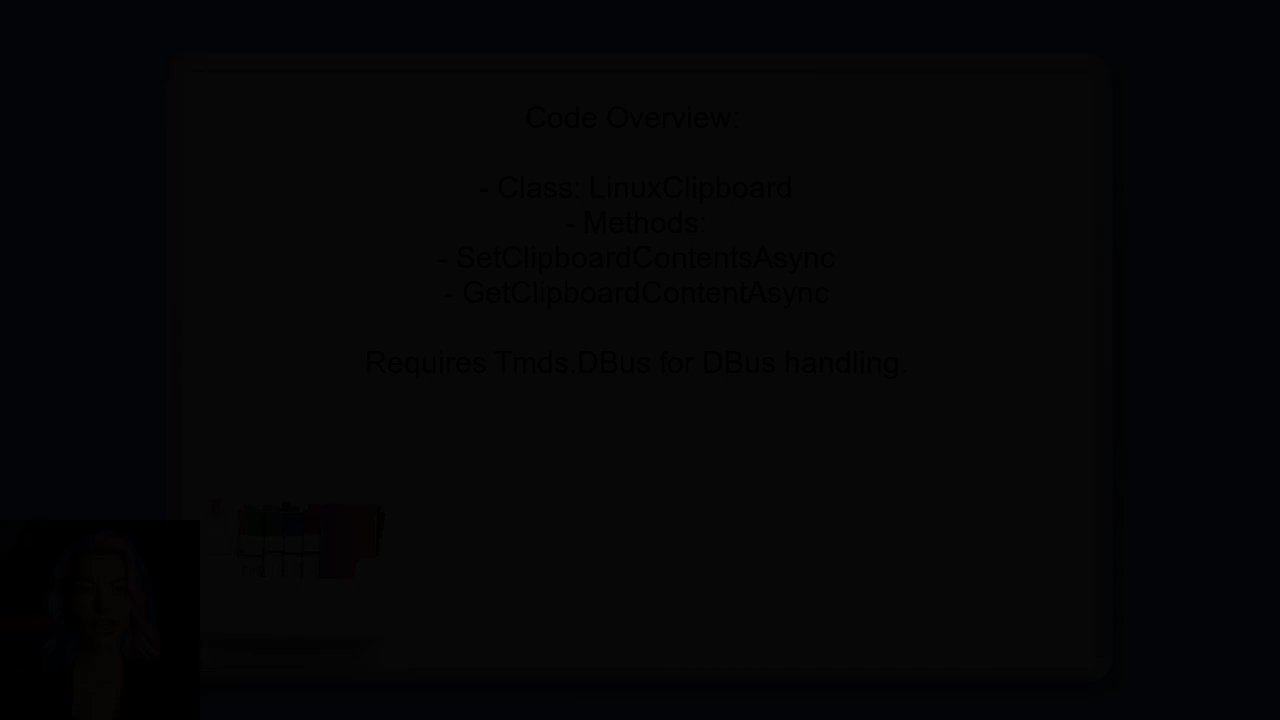 Code Overview:
- Class: LinuxClipboard
- Methods:
- SetClipboardContentsAsync
- GetClipboardContentAsync
Requires Tmds.DBus for DBus handling.